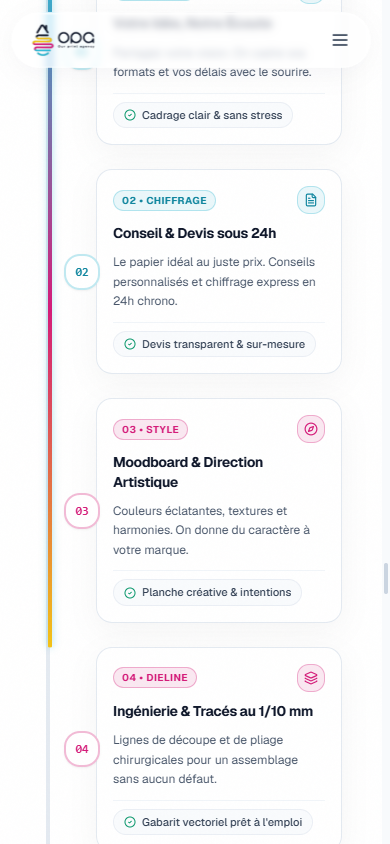 opa
formats et vos délais avec le sourire.
Cadrage clair & sans stress
02 • CHIFFRAGE
Conseil & Devis sous 24h
02
Le papier idéal au juste prix. Conseils
personnalisés et chiffrage express en
24h chrono.
Devis transparent & sur-mesure
03 • STYLE
Moodboard & Direction
Artistique
03
Couleurs éclatantes, textures et
harmonies. On donne du caractère à
votre marque.
Planche créative & intentions
04 • DIELINE
Ingénierie & Tracés au 1/10 mm
04
Lignes de découpe et de pliage
chirurgicales pour un assemblage
sans aucun défaut.
Gabarit vectoriel prêt à l'emploi